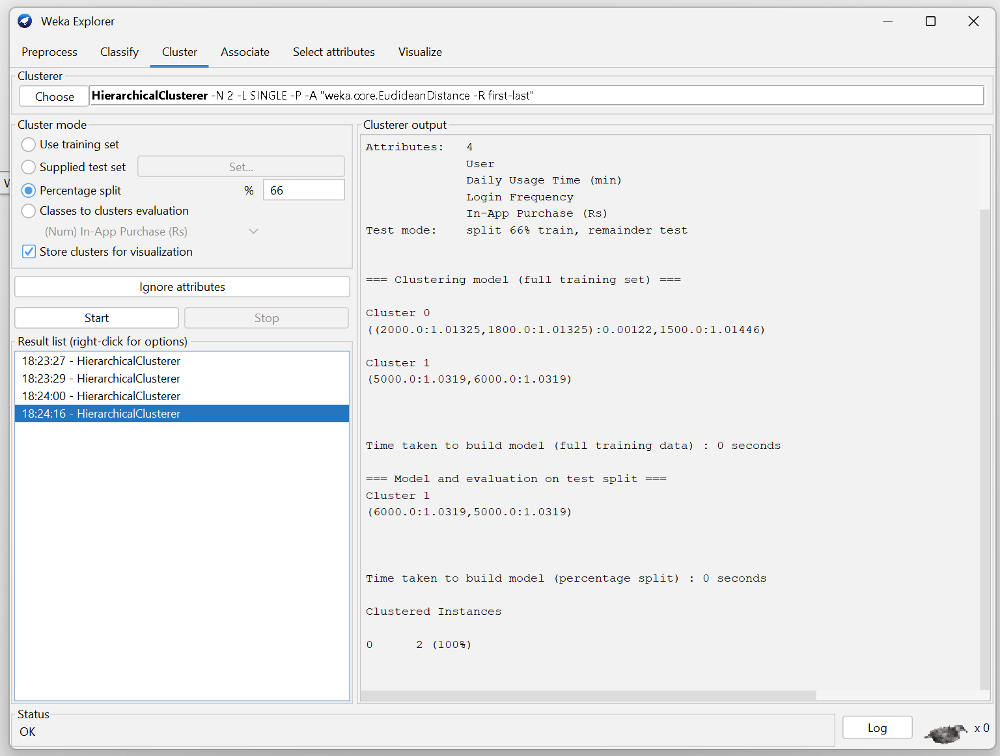 Weka Explorer
Preprocess Classify Cluster Associate Select attributes Visualize
Clusterer
Choose HierarchicalClusterer -N 2 -L SINGLE -P -A "weka.core.EuclideanDistance -R first-last"
Cluster mode
Use training set
Supplied test set Set...
Percentage split % 66
Classes to clusters evaluation
(Num) In-App Purchase (Rs)
Store clusters for visualization
Ignore attributes
Start Stop
Result list (right-click for options)
18:23:27 - HierarchicalClusterer
18:23:29 - HierarchicalClusterer
18:24:00 - HierarchicalClusterer
18:24:16 - HierarchicalClusterer
Clusterer output
Attributes: 4
User
Daily Usage Time (min)
Login Frequency
In-App Purchase (Rs)
Test mode: split 66% train, remainder test
=== Clustering model (full training set) ===
Cluster 0
((2000.0:1.01325,1800.0:1.01325):0.00122,1500.0:1.01446)
Cluster 1
(5000.0:1.0319,6000.0:1.0319)
Time taken to build model (full training data) : 0 seconds
=== Model and evaluation on test split ===
Cluster 1
(6000.0:1.0319,5000.0:1.0319)
Time taken to build model (percentage split) : 0 seconds
Clustered Instances
0 2 (100%)
Status
OK
Log
x 0